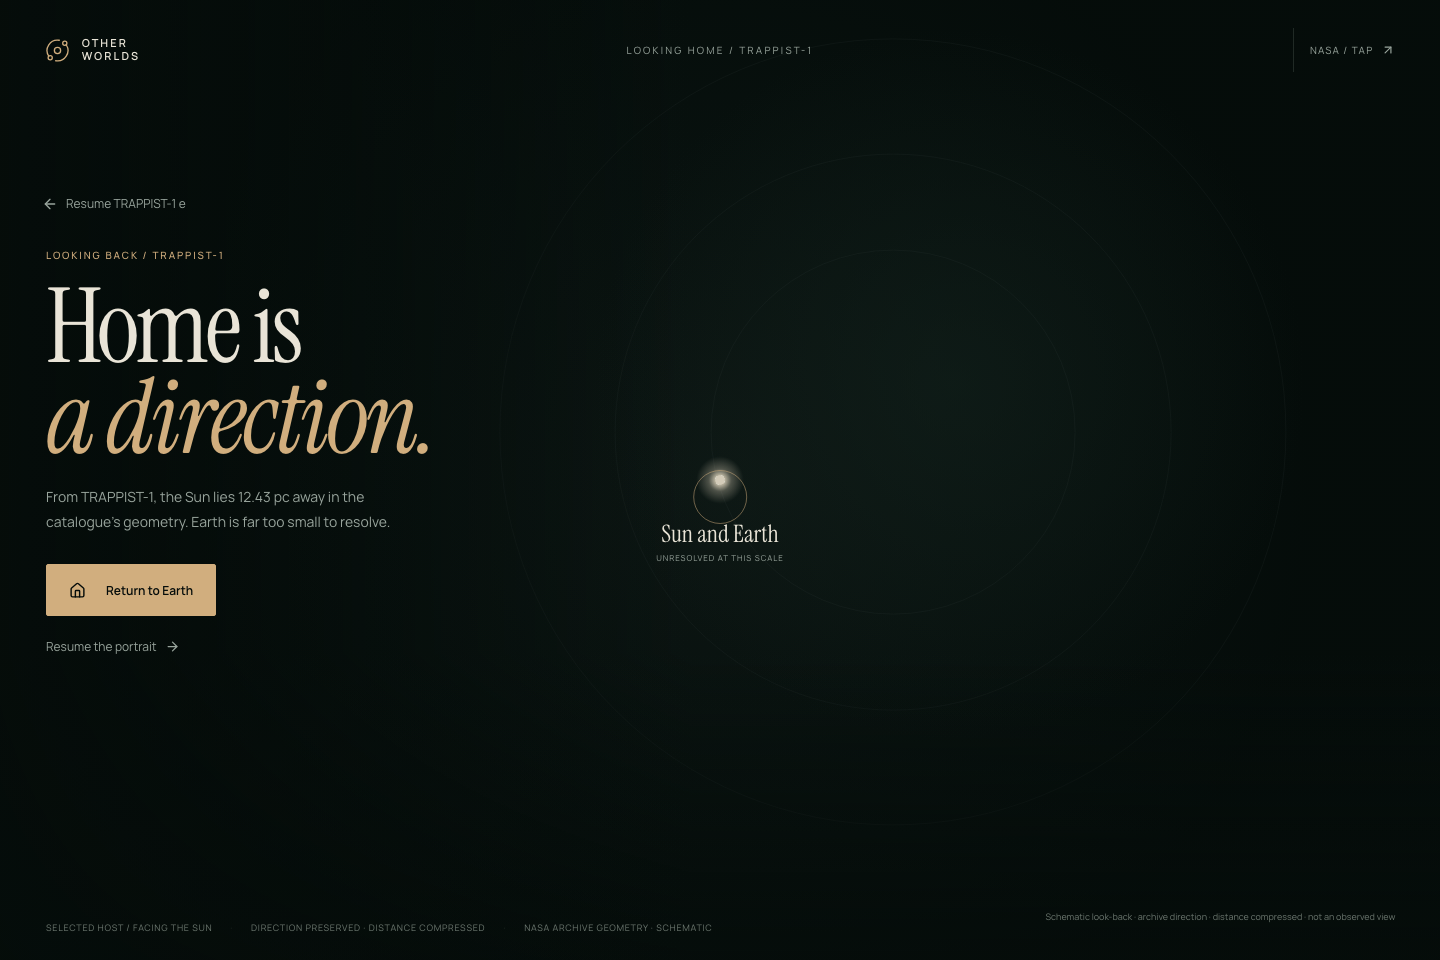 OTHER
WORLDS
LOOKING HOME / TRAPPIST-1
NASA / TAP
Resume TRAPPIST-1 e
LOOKING BACK / TRAPPIST-1
Home is
a direction.
From TRAPPIST-1, the Sun lies 12.43 pc away in the
catalogue's geometry. Earth is far too small to resolve.
Return to Earth
Resume the portrait
Sun and Earth
UNRESOLVED AT THIS SCALE
SELECTED HOST / FACING THE SUN
DIRECTION PRESERVED · DISTANCE COMPRESSED
NASA ARCHIVE GEOMETRY · SCHEMATIC
Schematic look-back · archive direction · distance compressed · not an observed view